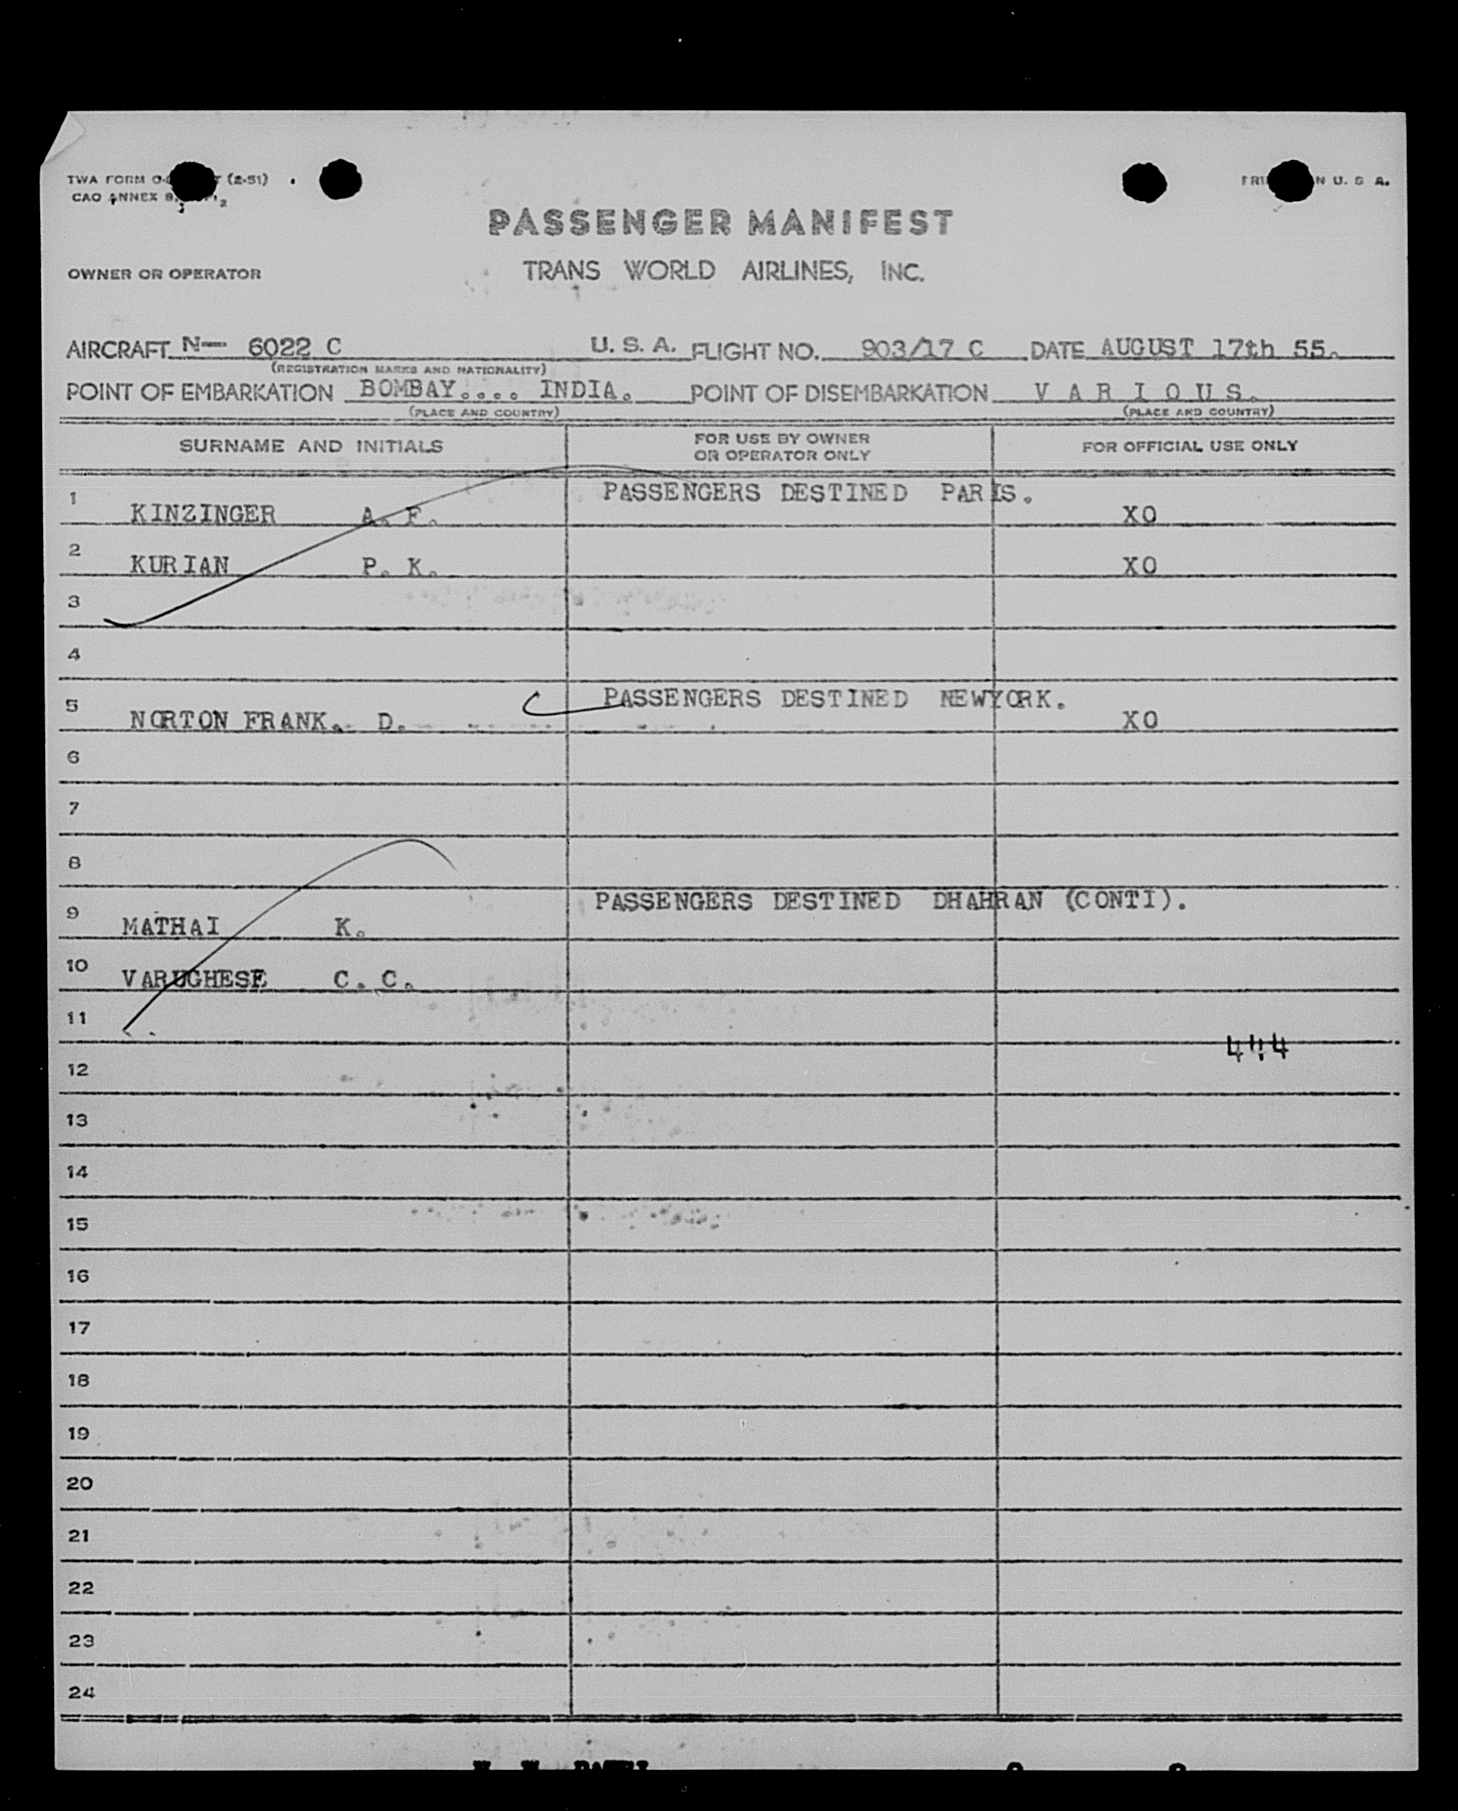 TWA FORM (2-51)
CAO ANNEX 9,
U. S. A.
PASSENGER MANIFEST
OWNER OR OPERATOR TRANS WORLD AIRLINES, INC.
AIRCRAFT N— 6022 C U. S. A. FLIGHT NO. 903/17 C DATE AUGUST 17th 55.
(REGISTRATION MARKS AND NATIONALITY)
POINT OF EMBARKATION BOMBAY.... INDIA. POINT OF DISEMBARKATION V A R I O U S.
(PLACE AND COUNTRY) (PLACE AND COUNTRY)
SURNAME AND INITIALS FOR USE BY OWNER OR OPERATOR ONLY FOR OFFICIAL USE ONLY
PASSENGERS DESTINED PARIS.
1 KINZINGER A. F. XO
2 KURIAN P. K. XO
3
4
PASSENGERS DESTINED NEWYORK.
5 NORTON FRANK. D. XO
6
7
8
PASSENGERS DESTINED DHAHRAN (CONTI).
9 MATHAI K.
10 VARUGHESE C. C.
11
444
12
13
14
15
16
17
18
19
20
21
22
23
24